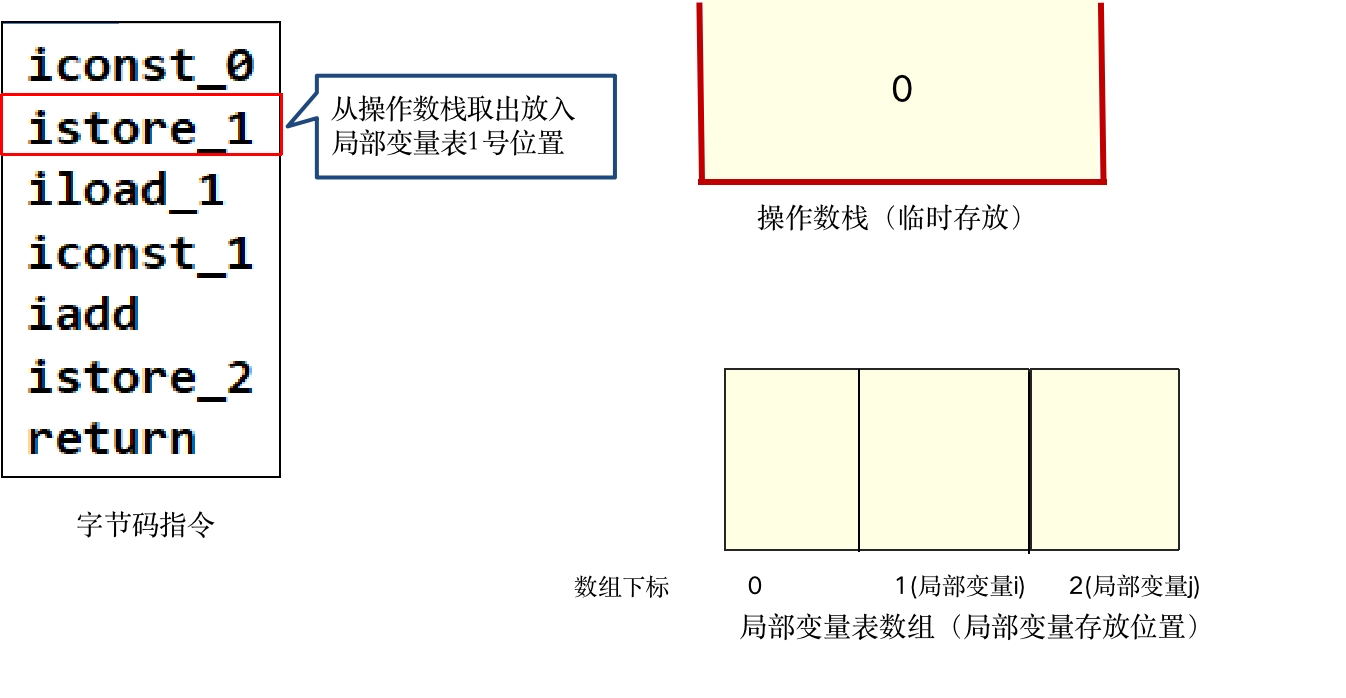 iconst_0
istore_1
iload_1
iconst_1
iadd
istore_2
return
字节码指令
从操作数栈取出放入
局部变量表1号位置
0
操作数栈（临时存放）
数组下标 0 1(局部变量i) 2(局部变量j)
局部变量表数组（局部变量存放位置）